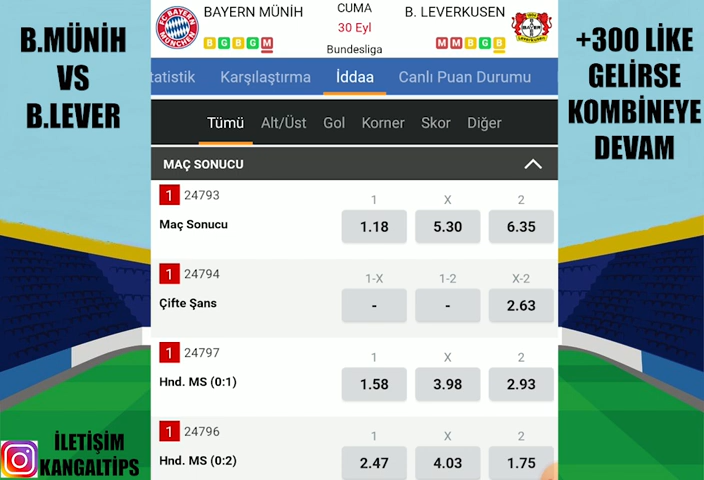 B.MÜNİH
VS
B.LEVER
BAYERN MÜNİH
B G B G M
CUMA
30 Eyl
Bundesliga
B. LEVERKUSEN
M M B G B
+300 LİKE
GELİRSE
KOMBİNEYE
DEVAM
tatistik Karşılaştırma İddaa Canlı Puan Durumu
Tümü Alt/Üst Gol Korner Skor Diğer
MAÇ SONUCU
1 24793 1 X 2
Maç Sonucu 1.18 5.30 6.35
1 24794 1-X 1-2 X-2
Çifte Şans - - 2.63
1 24797 1 X 2
Hnd. MS (0:1) 1.58 3.98 2.93
1 24796 1 X 2
Hnd. MS (0:2) 2.47 4.03 1.75
İLETİŞİM
KANGALTİPS